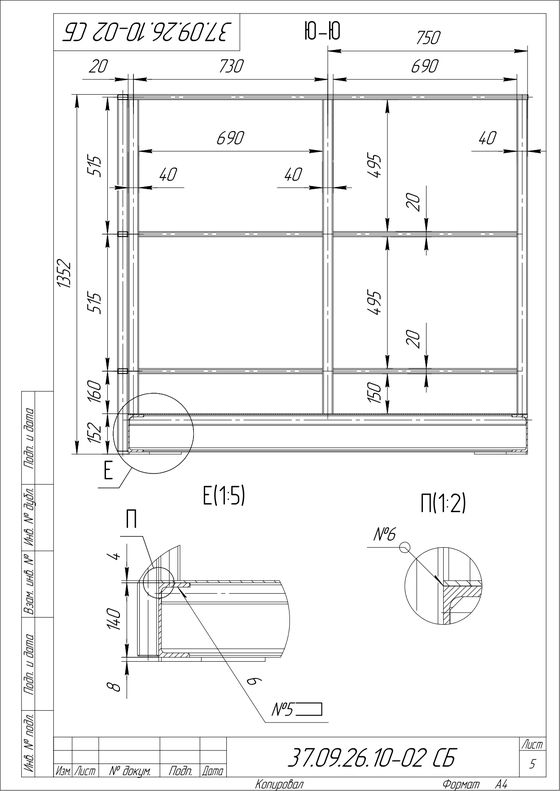 37.09.26.10-02 СБ
Ю-Ю
750
20
730
690
515
690
40
40
495
40
20
1352
515
495
20
160
150
152
Е
Е(1:5)
П(1:2)
П
№6
4
140
8
6
№5
Подп. и дата
Инв. № дубл.
Взам. инв. №
Подп. и дата
Инв. № подл.
Изм. Лист № докум. Подп. Дата
37.09.26.10-02 СБ
Лист
5
Копировал Формат А4